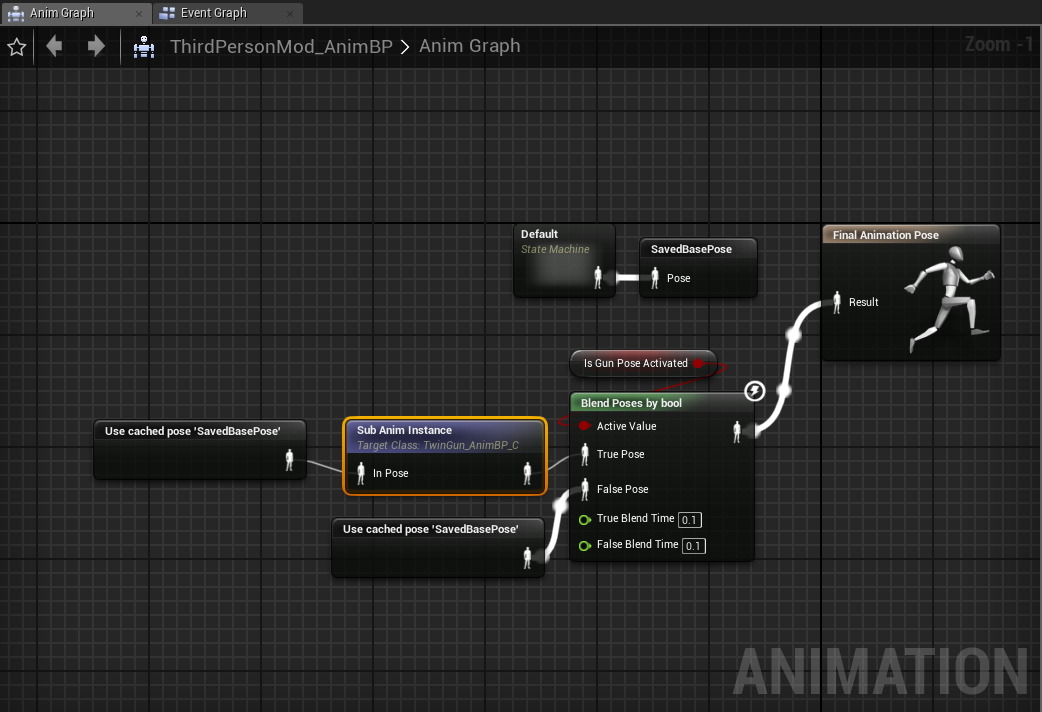 Anim Graph
Event Graph
ThirdPersonMod_AnimBP > Anim Graph
Zoom -1
Default
State Machine
SavedBasePose
Pose
Final Animation Pose
Result
Is Gun Pose Activated
Blend Poses by bool
Active Value
True Pose
False Pose
True Blend Time 0.1
False Blend Time 0.1
Use cached pose 'SavedBasePose'
Sub Anim Instance
Target Class: TwinGun_AnimBP_C
In Pose
Use cached pose 'SavedBasePose'
ANIMATION